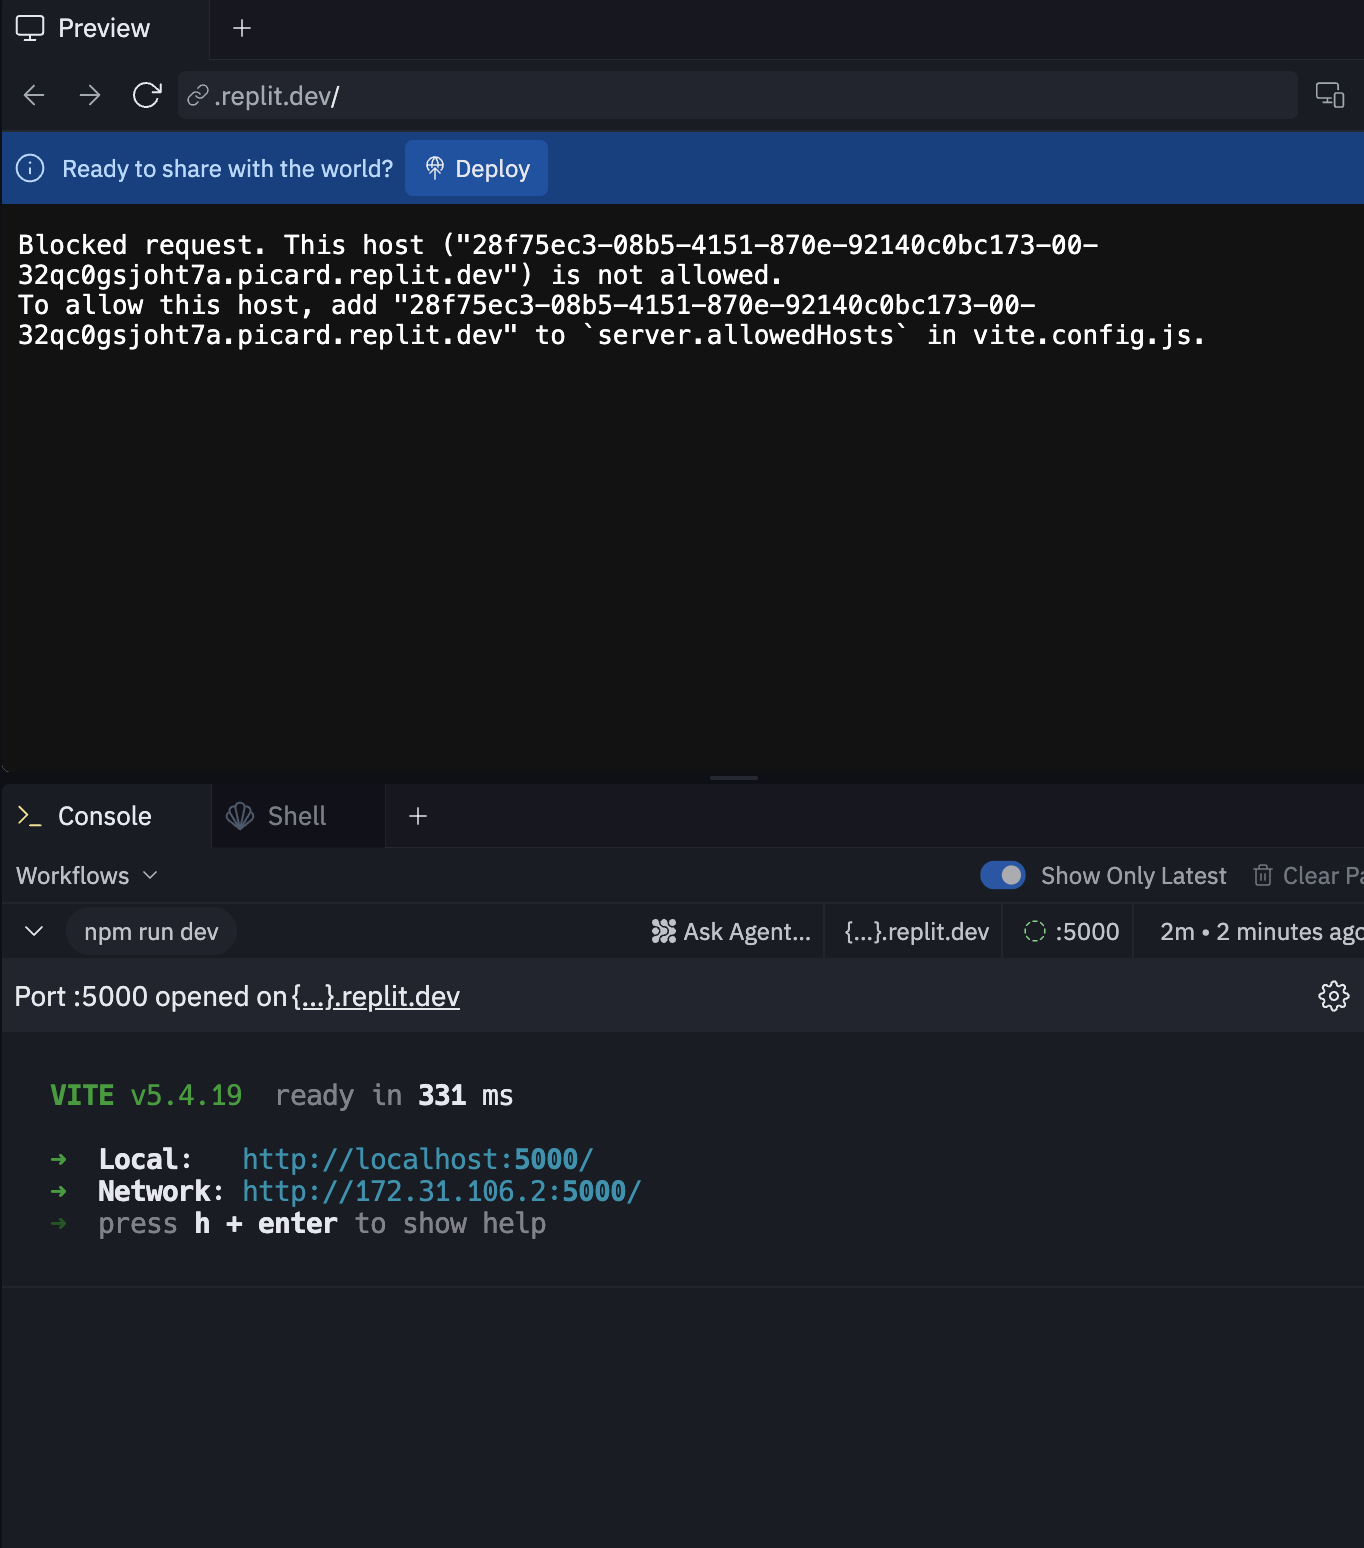 Preview
.replit.dev/
Ready to share with the world? Deploy
Blocked request. This host ("28f75ec3-08b5-4151-870e-92140c0bc173-00-
32qc0gsjoht7a.picard.replit.dev") is not allowed.
To allow this host, add "28f75ec3-08b5-4151-870e-92140c0bc173-00-
32qc0gsjoht7a.picard.replit.dev" to `server.allowedHosts` in vite.config.js.
Console Shell
Workflows Show Only Latest Clear Pa
npm run dev Ask Agent... {...}.replit.dev :5000 2m • 2 minutes ago
Port :5000 opened on {...}.replit.dev
VITE v5.4.19 ready in 331 ms
➜ Local: http://localhost:5000/
➜ Network: http://172.31.106.2:5000/
➜ press h + enter to show help